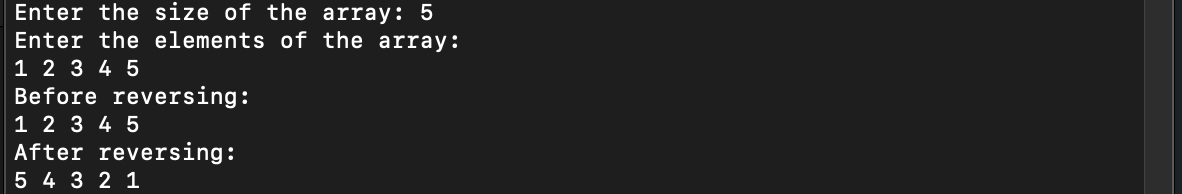 Enter the size of the array: 5
Enter the elements of the array:
1 2 3 4 5
Before reversing:
1 2 3 4 5
After reversing:
5 4 3 2 1